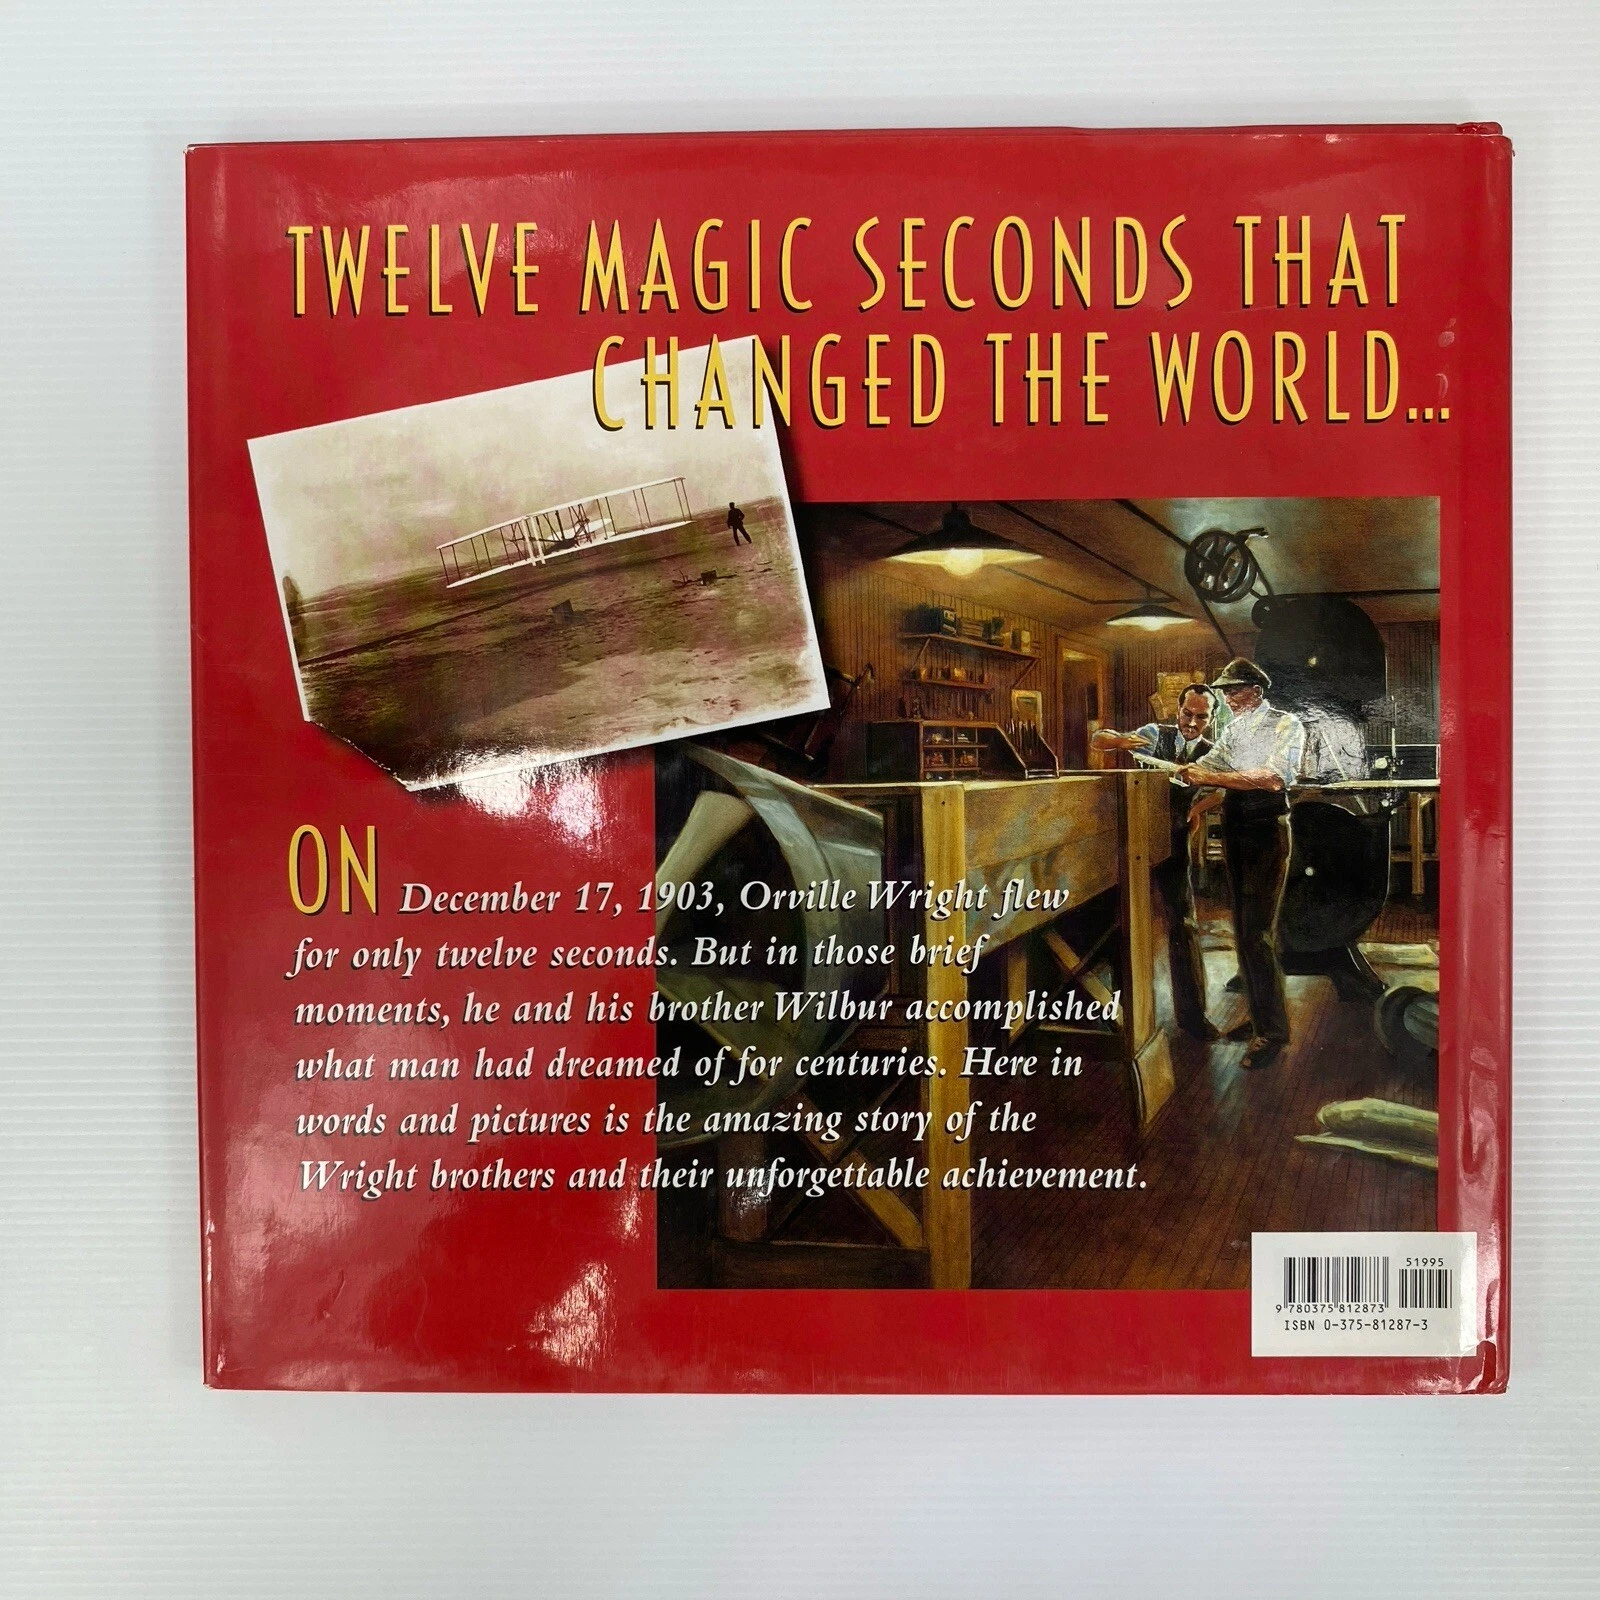 TWELVE MAGIC SECONDS THAT
CHANGED THE WORLD...
ON December 17, 1903, Orville Wright flew
for only twelve seconds. But in those brief
moments, he and his brother Wilbur accomplished
what man had dreamed of for centuries. Here in
words and pictures is the amazing story of the
Wright brothers and their unforgettable achievement.
51995
9 780375 812873
ISBN 0-375-81287-3